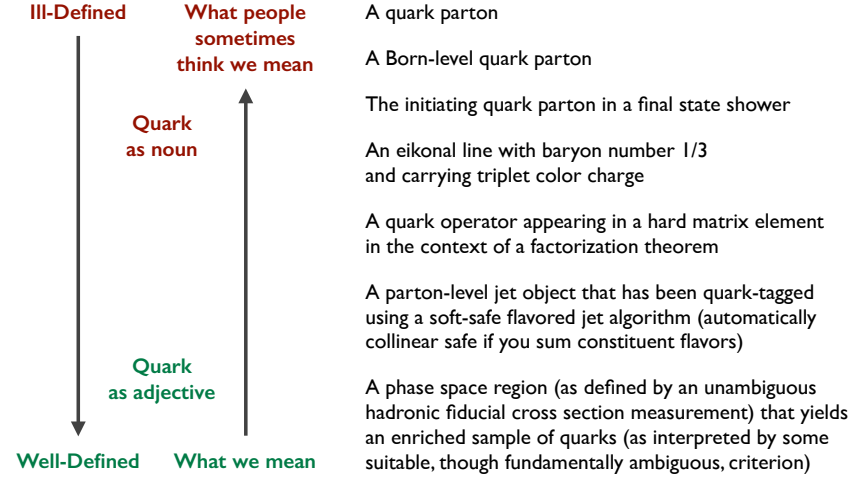 Ill-Defined
What people
sometimes
think we mean
Quark
as noun
Quark
as adjective
Well-Defined
What we mean
A quark parton
A Born-level quark parton
The initiating quark parton in a final state shower
An eikonal line with baryon number 1/3
and carrying triplet color charge
A quark operator appearing in a hard matrix element
in the context of a factorization theorem
A parton-level jet object that has been quark-tagged
using a soft-safe flavored jet algorithm (automatically
collinear safe if you sum constituent flavors)
A phase space region (as defined by an unambiguous
hadronic fiducial cross section measurement) that yields
an enriched sample of quarks (as interpreted by some
suitable, though fundamentally ambiguous, criterion)